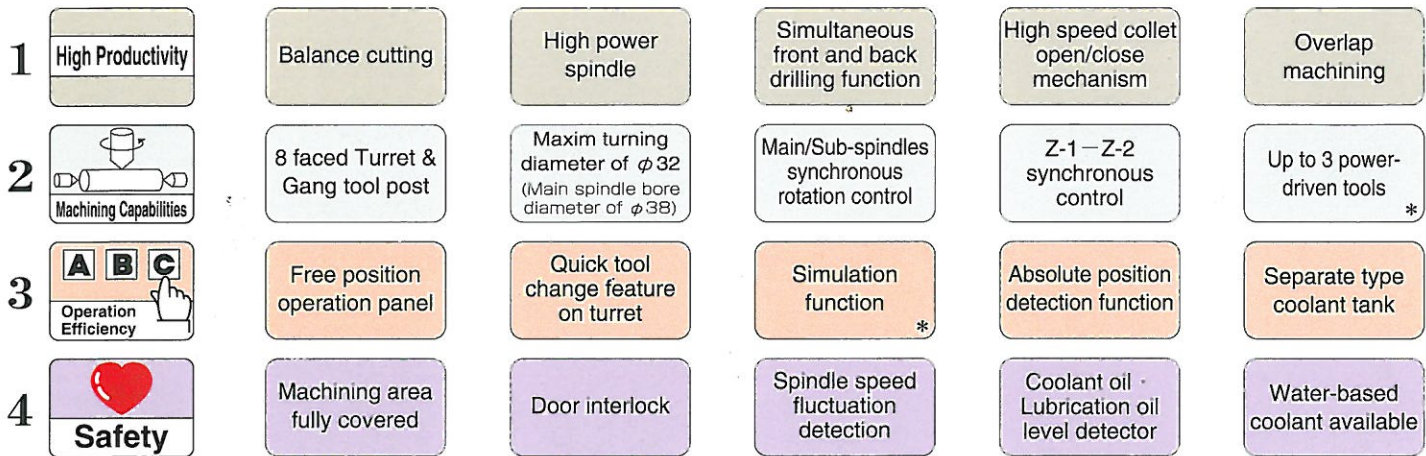 1
High Productivity
Balance cutting
High power
spindle
Simultaneous
front and back
drilling function
High speed collet
open/close
mechanism
Overlap
machining
2
Machining Capabilities
8 faced Turret &
Gang tool post
Maxim turning
diameter of φ32
(Main spindle bore
diameter of φ38)
Main/Sub-spindles
synchronous
rotation control
Z-1－Z-2
synchronous
control
Up to 3 power-
driven tools
*
3
A B C
Operation
Efficiency
Free position
operation panel
Quick tool
change feature
on turret
Simulation
function
*
Absolute position
detection function
Separate type
coolant tank
4
Safety
Machining area
fully covered
Door interlock
Spindle speed
fluctuation
detection
Coolant oil ·
Lubrication oil
level detector
Water-based
coolant available